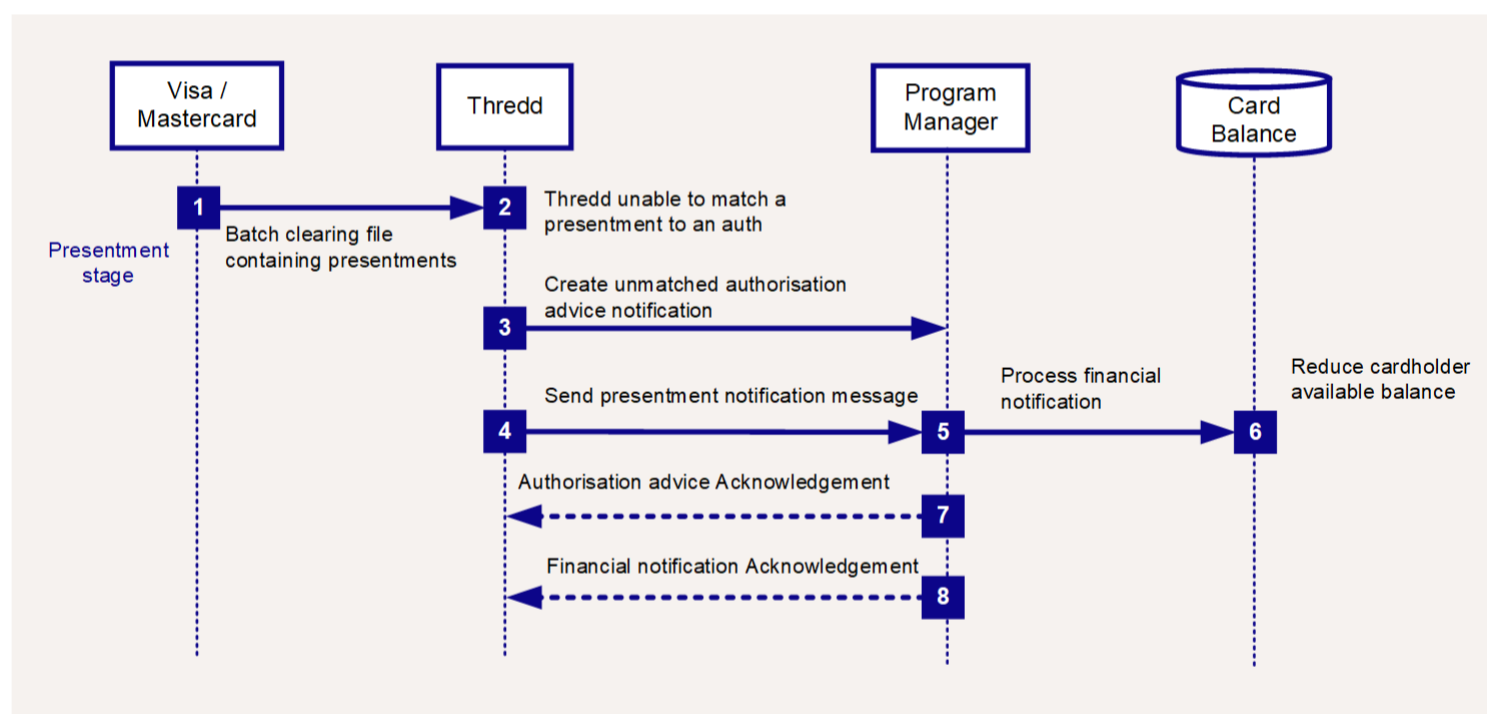 Visa /
Mastercard
Thredd
Program
Manager
Card
Balance
1
2
Thredd unable to match a
presentment to an auth
Presentment
stage
Batch clearing file
containing presentments
Create unmatched authorisation
advice notification
3
Send presentment notification message
4
5
Process financial
notification
6
Reduce cardholder
available balance
Authorisation advice Acknowledgement
7
Financial notification Acknowledgement
8